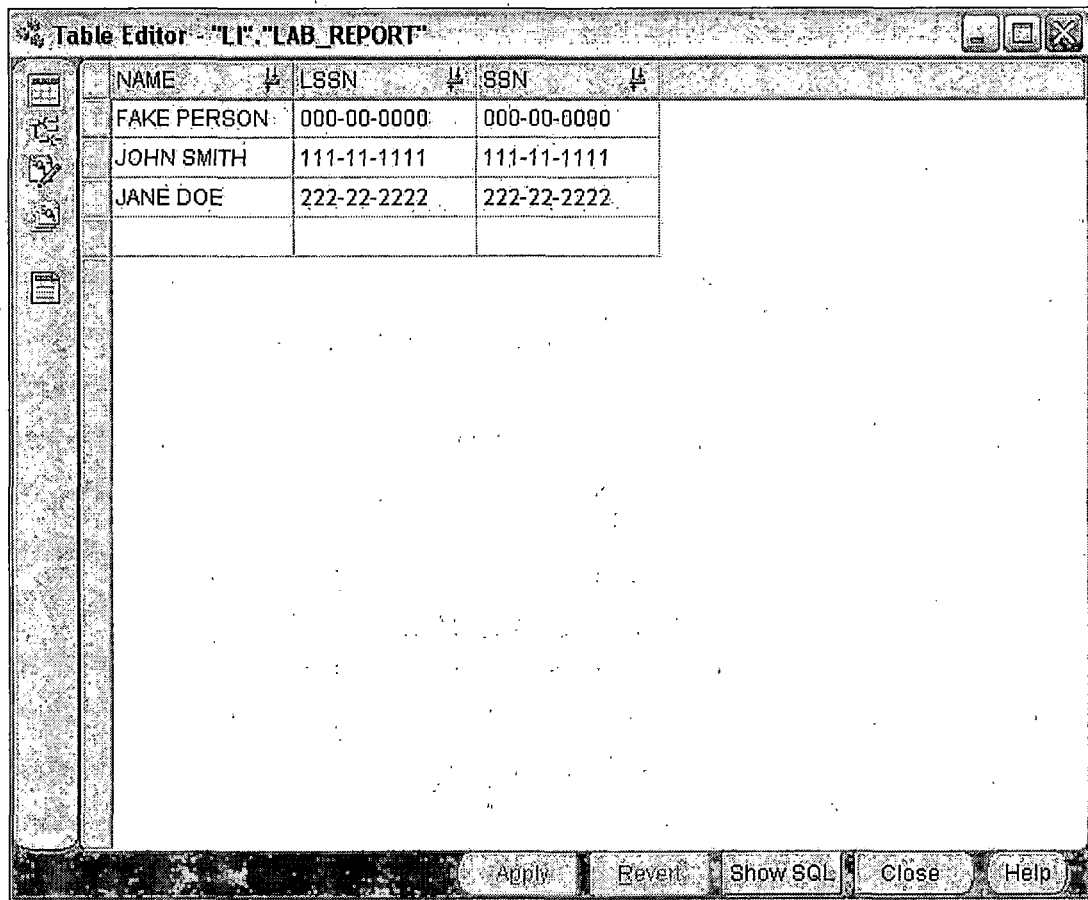 Table Editor - "LI"."LAB_REPORT"
NAME LSSN SSN
FAKE PERSON 000-00-0000 000-00-0000
JOHN SMITH 111-11-1111 111-11-1111
JANE DOE 222-22-2222 222-22-2222
Apply Revert Show SQL Close Help